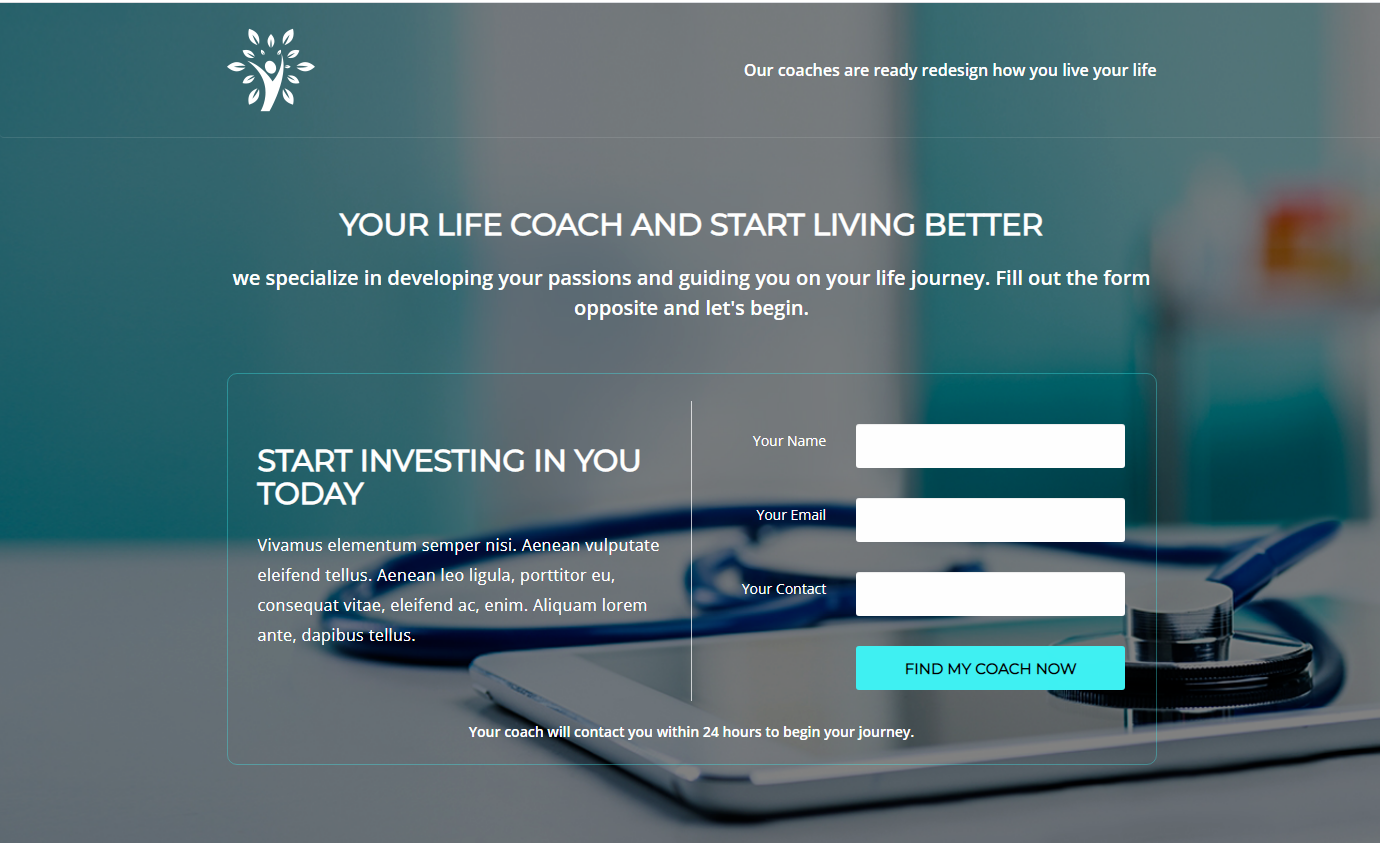 Our coaches are ready redesign how you live your life
YOUR LIFE COACH AND START LIVING BETTER
we specialize in developing your passions and guiding you on your life journey. Fill out the form
opposite and let's begin.
START INVESTING IN YOU
TODAY
Vivamus elementum semper nisi. Aenean vulputate
eleifend tellus. Aenean leo ligula, porttitor eu,
consequat vitae, eleifend ac, enim. Aliquam lorem
ante, dapibus tellus.
Your Name
Your Email
Your Contact
FIND MY COACH NOW
Your coach will contact you within 24 hours to begin your journey.